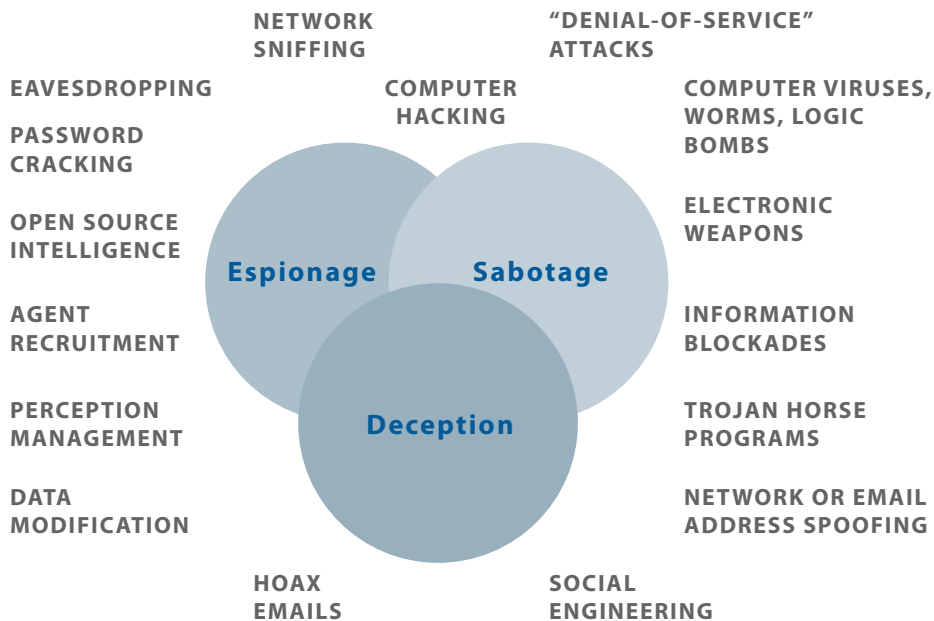 NETWORK
SNIFFING
“DENIAL-OF-SERVICE”
ATTACKS
EAVESDROPPING
COMPUTER
HACKING
COMPUTER VIRUSES,
WORMS, LOGIC
BOMBS
PASSWORD
CRACKING
OPEN SOURCE
INTELLIGENCE
ELECTRONIC
WEAPONS
Espionage
Sabotage
AGENT
RECRUITMENT
INFORMATION
BLOCKADES
PERCEPTION
MANAGEMENT
Deception
TROJAN HORSE
PROGRAMS
DATA
MODIFICATION
NETWORK OR EMAIL
ADDRESS SPOOFING
HOAX
EMAILS
SOCIAL
ENGINEERING